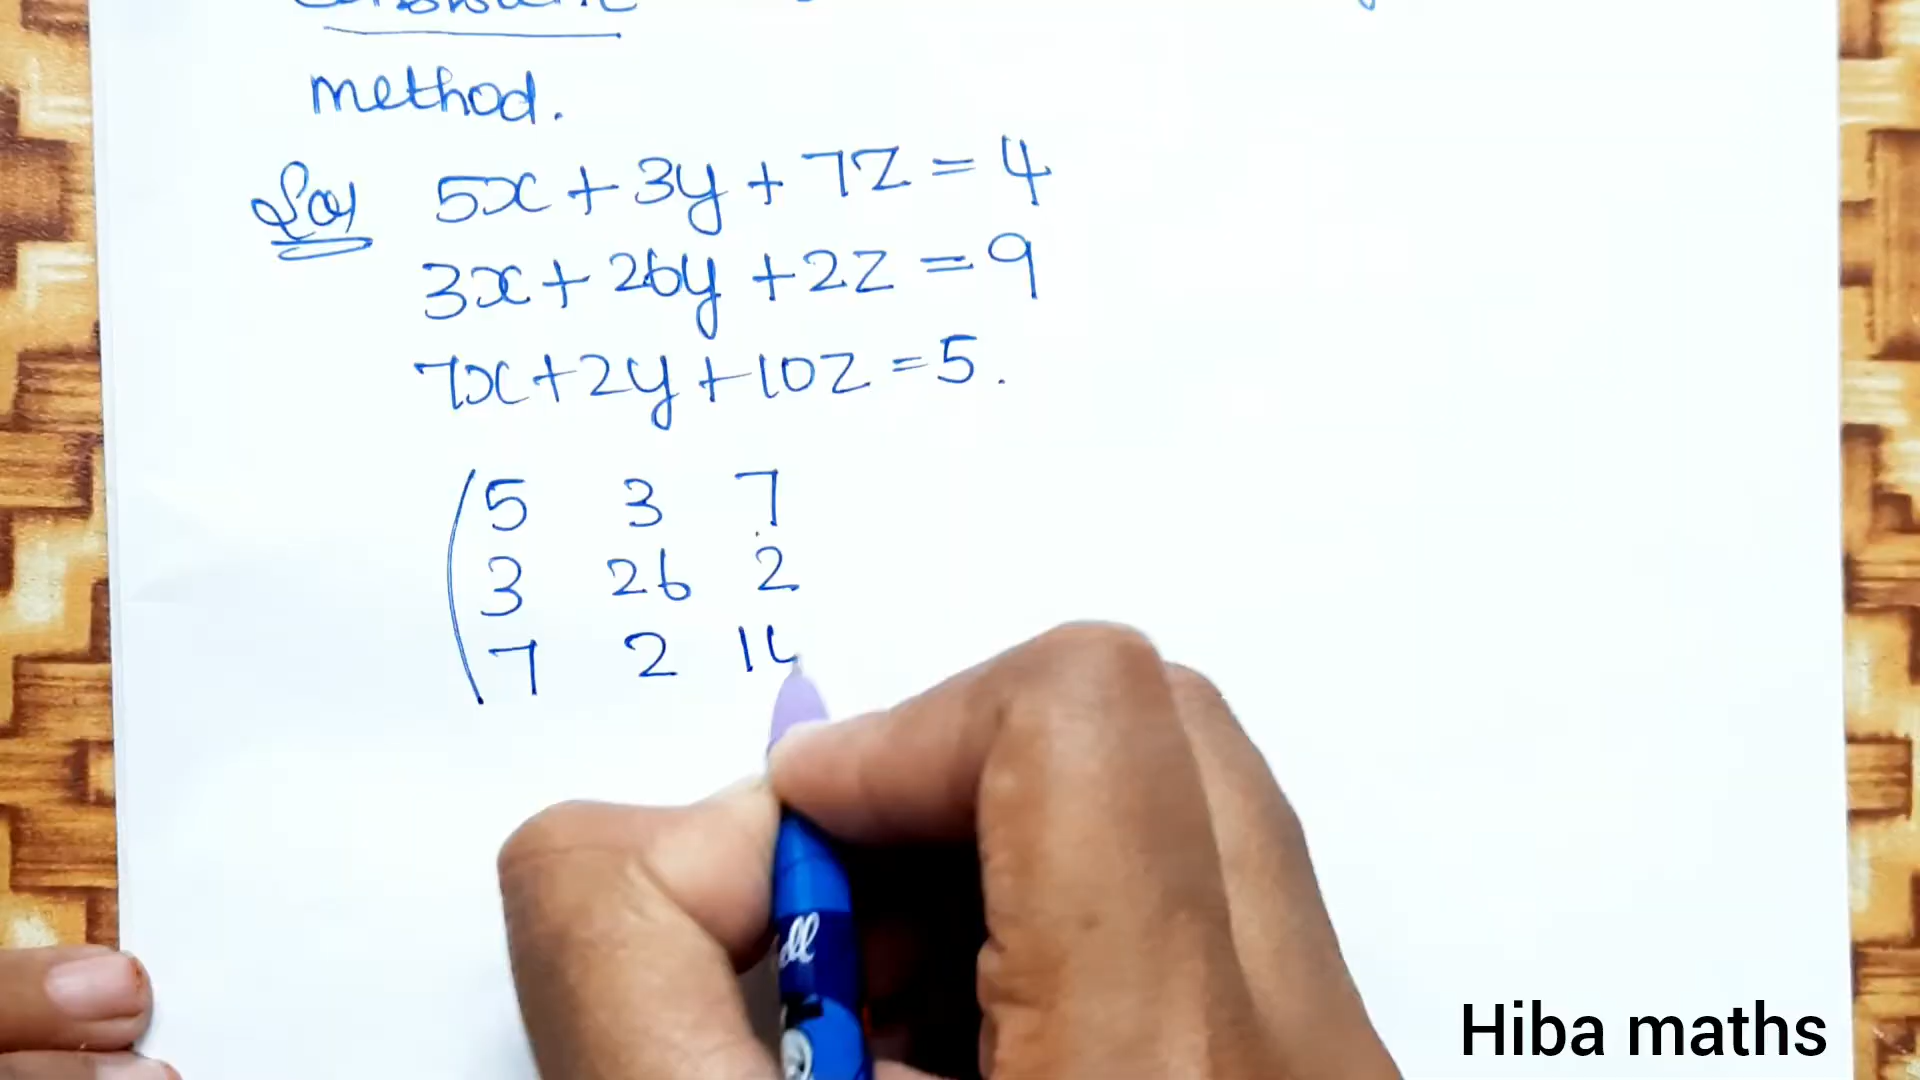 method.
Sol 5x + 3y + 7z = 4
3x + 26y + 2z = 9
7x + 2y + 10z = 5.
5 3 7
3 26 2
7 2 1
Hiba maths